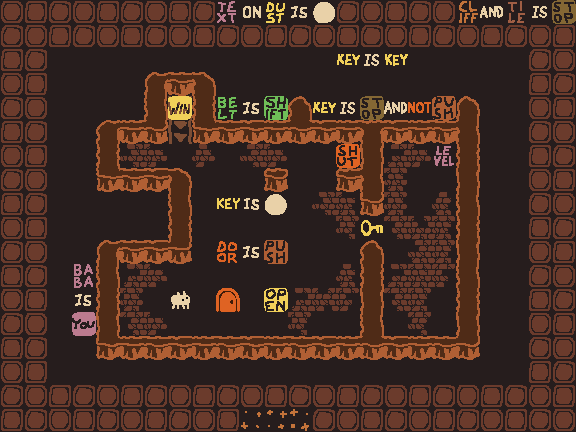 TEXT ON DUST IS
CLIFF AND TILE IS STOP
KEY IS KEY
WIN
BELT IS SHIFT
KEY IS STOP AND NOT PUSH
SHUT
LEVEL
KEY IS
DOOR IS PUSH
BABA
IS
YOU
OPEN